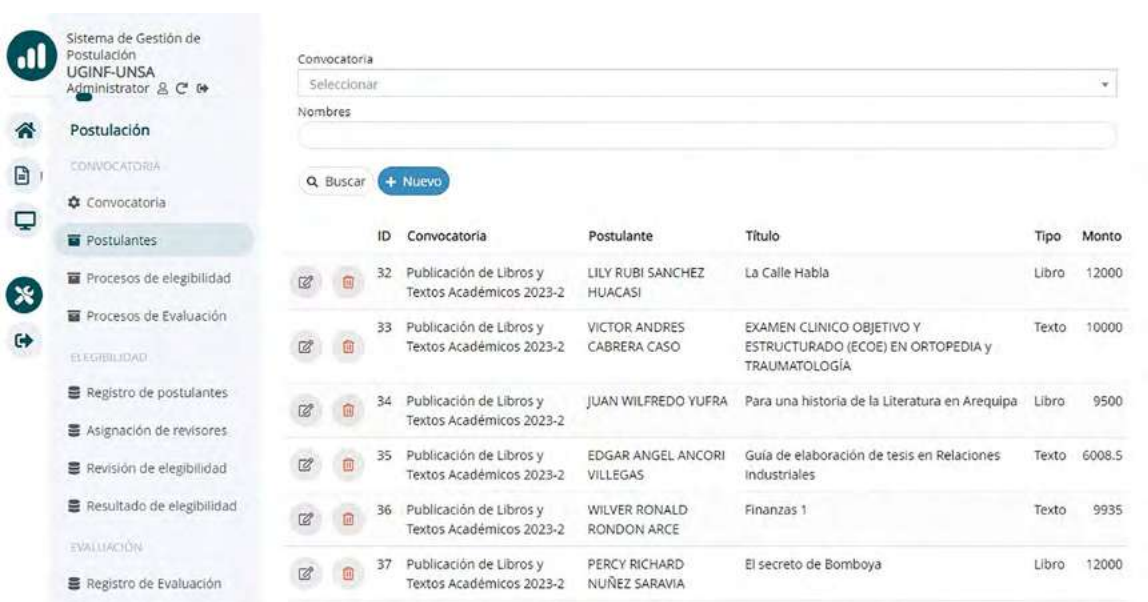 Sistema de Gestión de
Postulación
UGINF-UNSA
Administrator
Postulación
CONVOCATORIA
Convocatoria
Postulantes
Procesos de elegibilidad
Procesos de Evaluación
ELEGIBILIDAD
Registro de postulantes
Asignación de revisores
Revisión de elegibilidad
Resultado de elegibilidad
EVALUACIÓN
Registro de Evaluación
Convocatoria
Seleccionar
Nombres
Buscar + Nuevo
ID Convocatoria Postulante Título Tipo Monto
32 Publicación de Libros y LILY RUBI SANCHEZ La Calle Habla Libro 12000
Textos Académicos 2023-2 HUACASI
33 Publicación de Libros y VICTOR ANDRES EXAMEN CLINICO OBJETIVO Y Texto 10000
Textos Académicos 2023-2 CABRERA CASO ESTRUCTURADO (ECOE) EN ORTOPEDIA y
TRAUMATOLOGÍA
34 Publicación de Libros y JUAN WILFREDO YUFRA Para una historia de la Literatura en Arequipa Libro 9500
Textos Académicos 2023-2
35 Publicación de Libros y EDGAR ANGEL ANCORI Guía de elaboración de tesis en Relaciones Texto 6008.5
Textos Académicos 2023-2 VILLEGAS Industriales
36 Publicación de Libros y WILVER RONALD Finanzas 1 Texto 9935
Textos Académicos 2023-2 RONDON ARCE
37 Publicación de Libros y PERCY RICHARD El secreto de Bomboya Libro 12000
Textos Académicos 2023-2 NUÑEZ SARAVIA